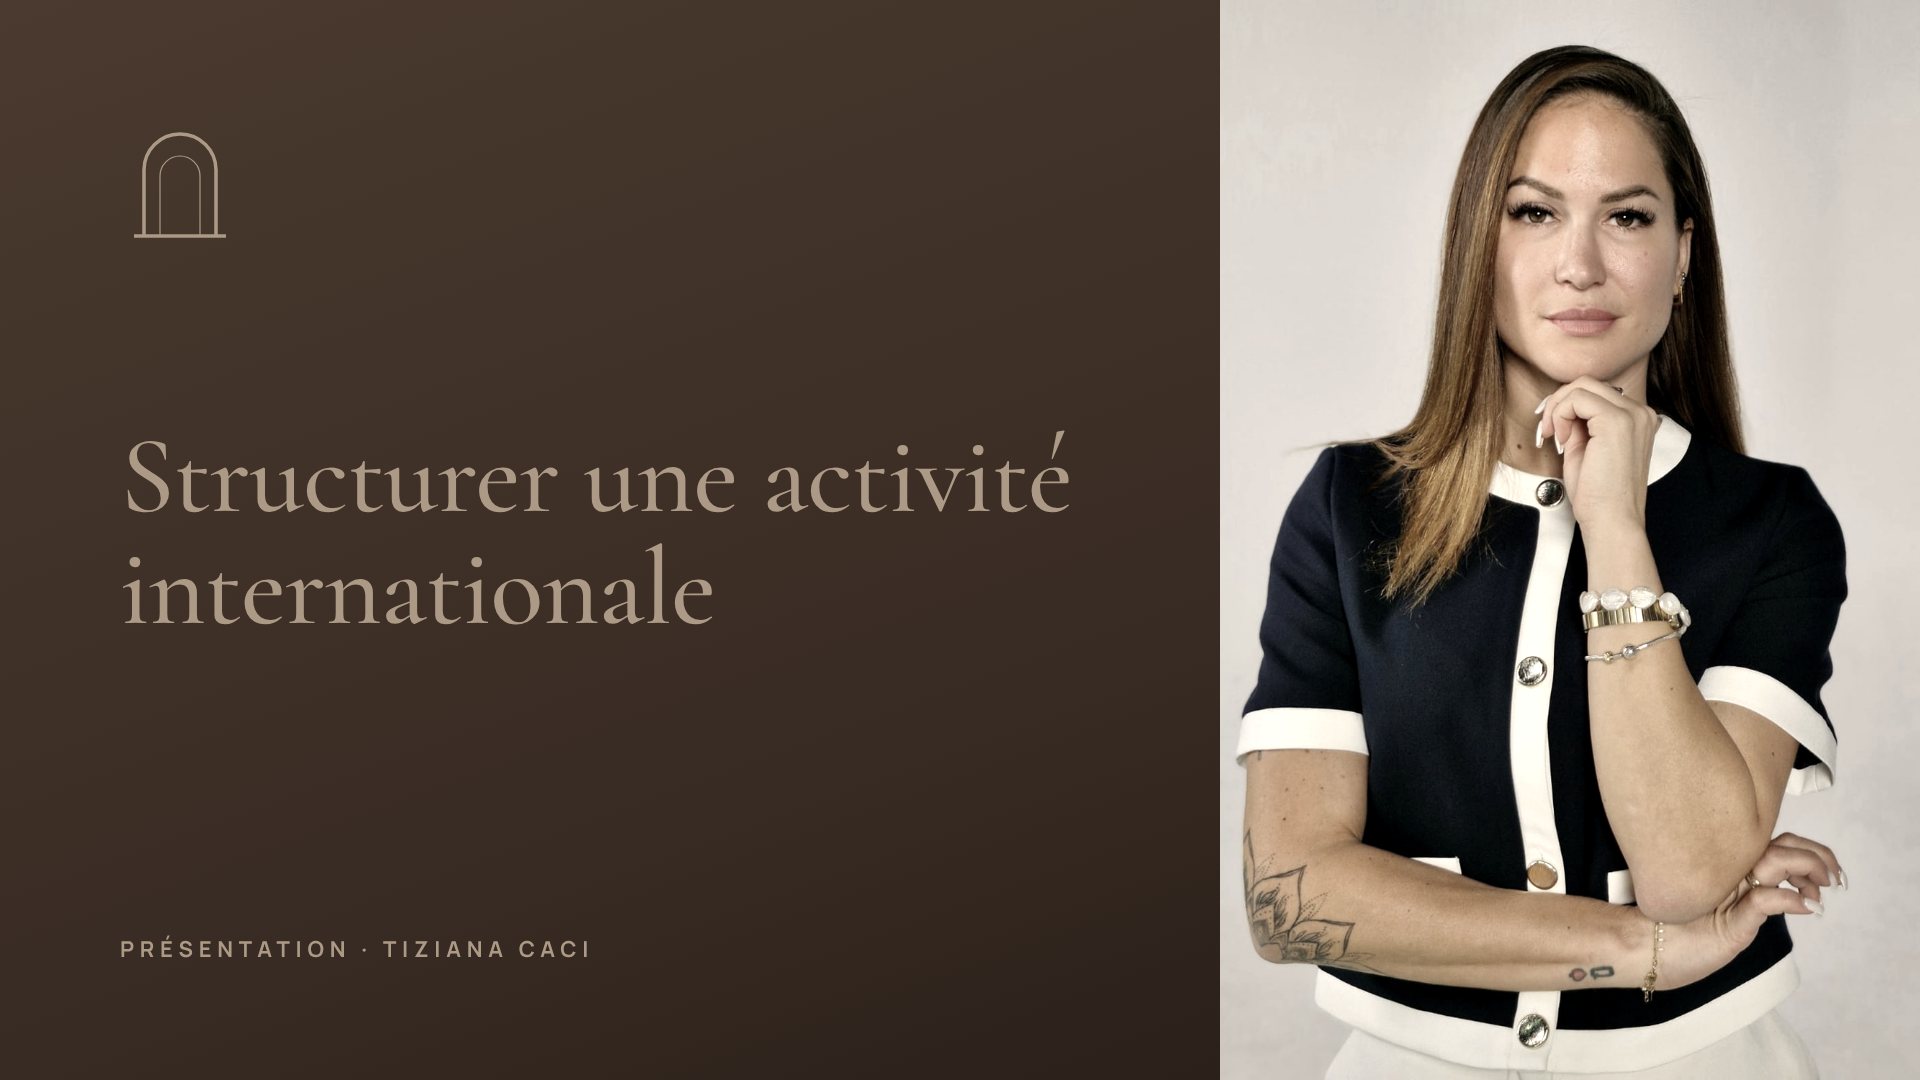 Structurer une activité
internationale
PRÉSENTATION · TIZIANA CACI